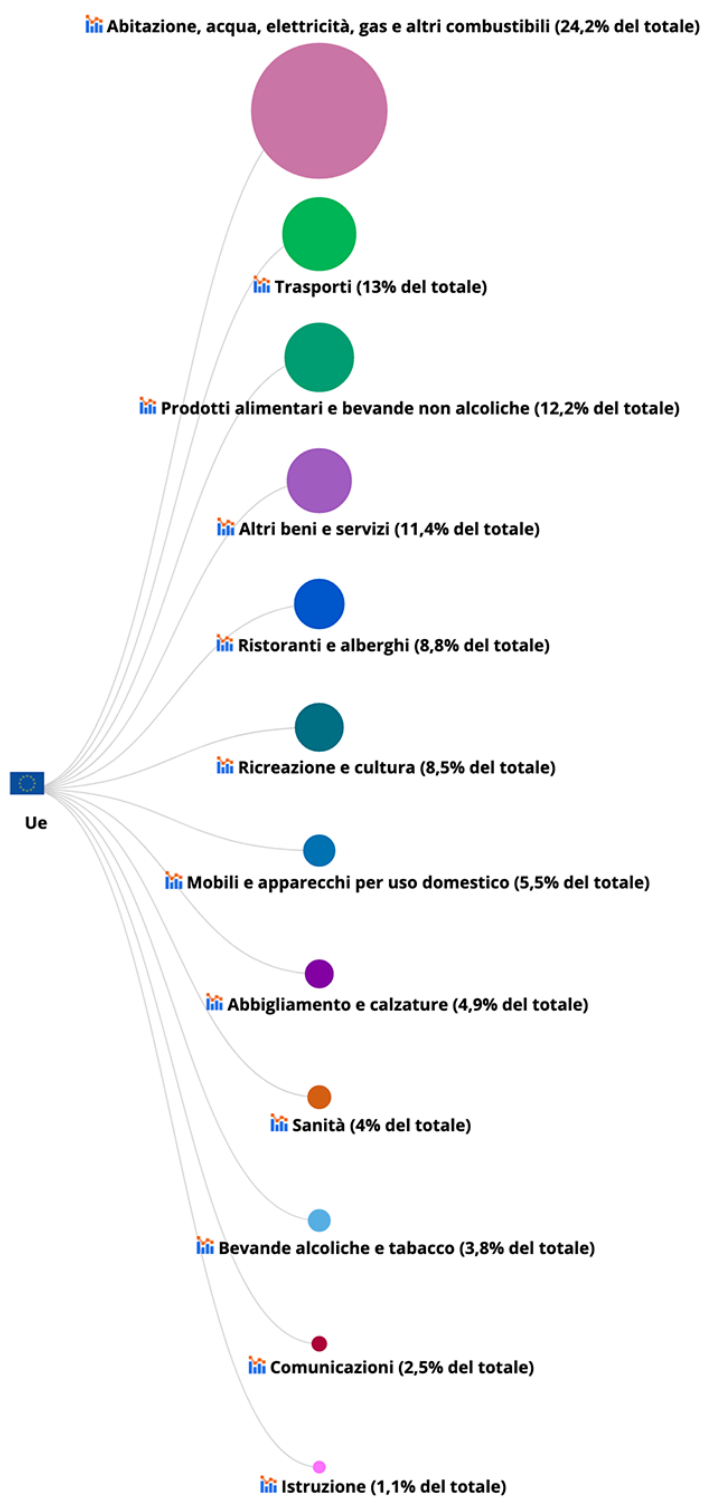 Abitazione, acqua, elettricità, gas e altri combustibili (24,2% del totale)
Trasporti (13% del totale)
Prodotti alimentari e bevande non alcoliche (12,2% del totale)
Altri beni e servizi (11,4% del totale)
Ristoranti e alberghi (8,8% del totale)
Ricreazione e cultura (8,5% del totale)
Ue
Mobili e apparecchi per uso domestico (5,5% del totale)
Abbigliamento e calzature (4,9% del totale)
Sanità (4% del totale)
Bevande alcoliche e tabacco (3,8% del totale)
Comunicazioni (2,5% del totale)
Istruzione (1,1% del totale)